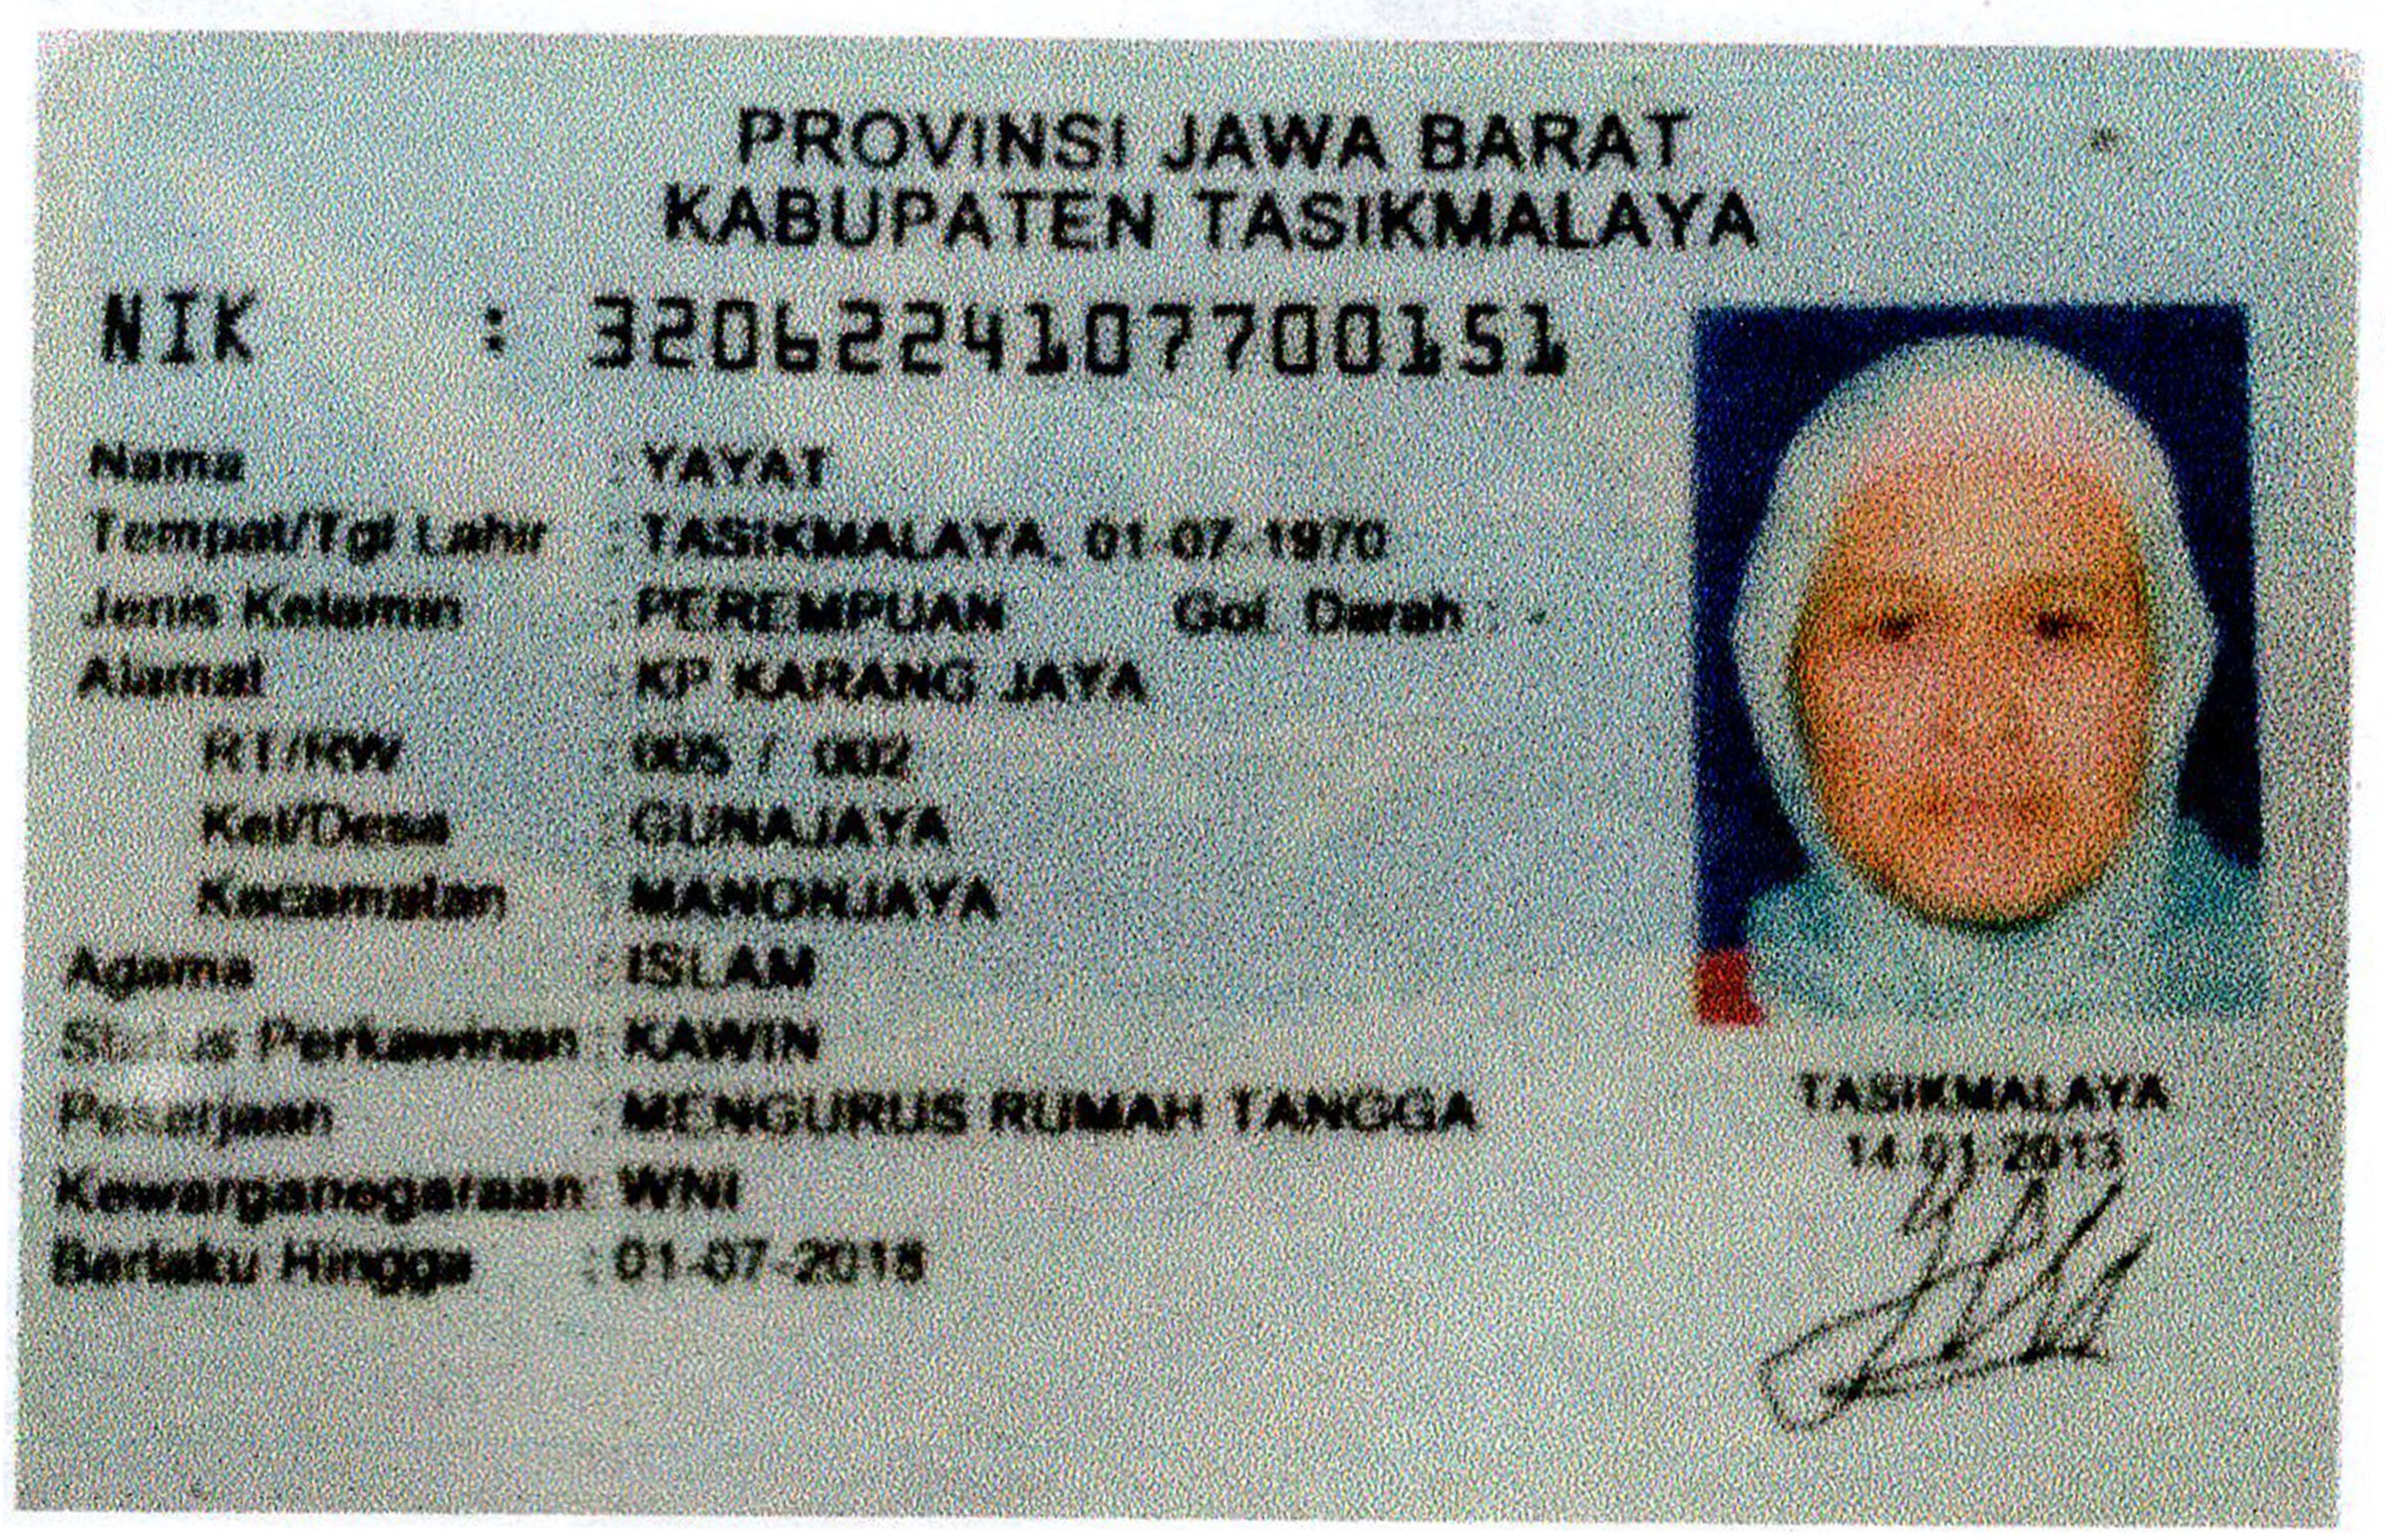 PROVINSI JAWA BARAT
KABUPATEN TASIKMALAYA
NIK : 3206224107700151
Nama : YAYAT
Tempat/Tgl Lahir : TASIKMALAYA, 01-07-1970
Jenis Kelamin : PEREMPUAN Gol. Darah : -
Alamat : KP KARANG JAYA
RT/RW : 005 / 002
Kel/Desa : GUNAJAYA
Kecamatan : MANONJAYA
Agama : ISLAM
Status Perkawinan : KAWIN
Pekerjaan : MENGURUS RUMAH TANGGA
Kewarganegaraan : WNI
Berlaku Hingga : 01-07-2018
TASIKMALAYA
14-01-2013